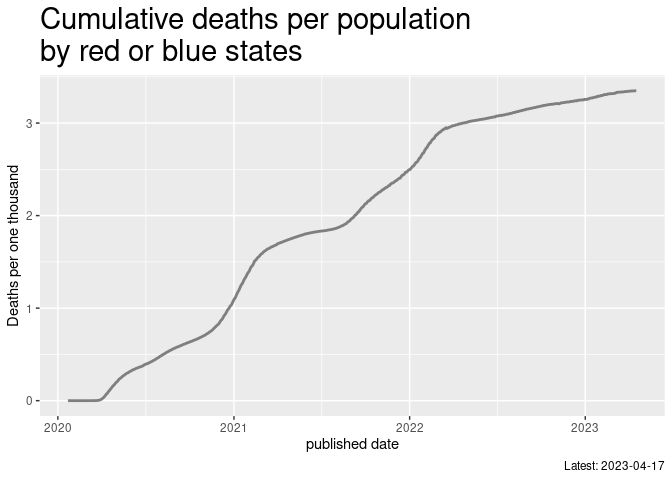 Cumulative deaths per population
by red or blue states
Deaths per one thousand
3
2
1
0
2020
2021
2022
2023
published date
Latest: 2023-04-17